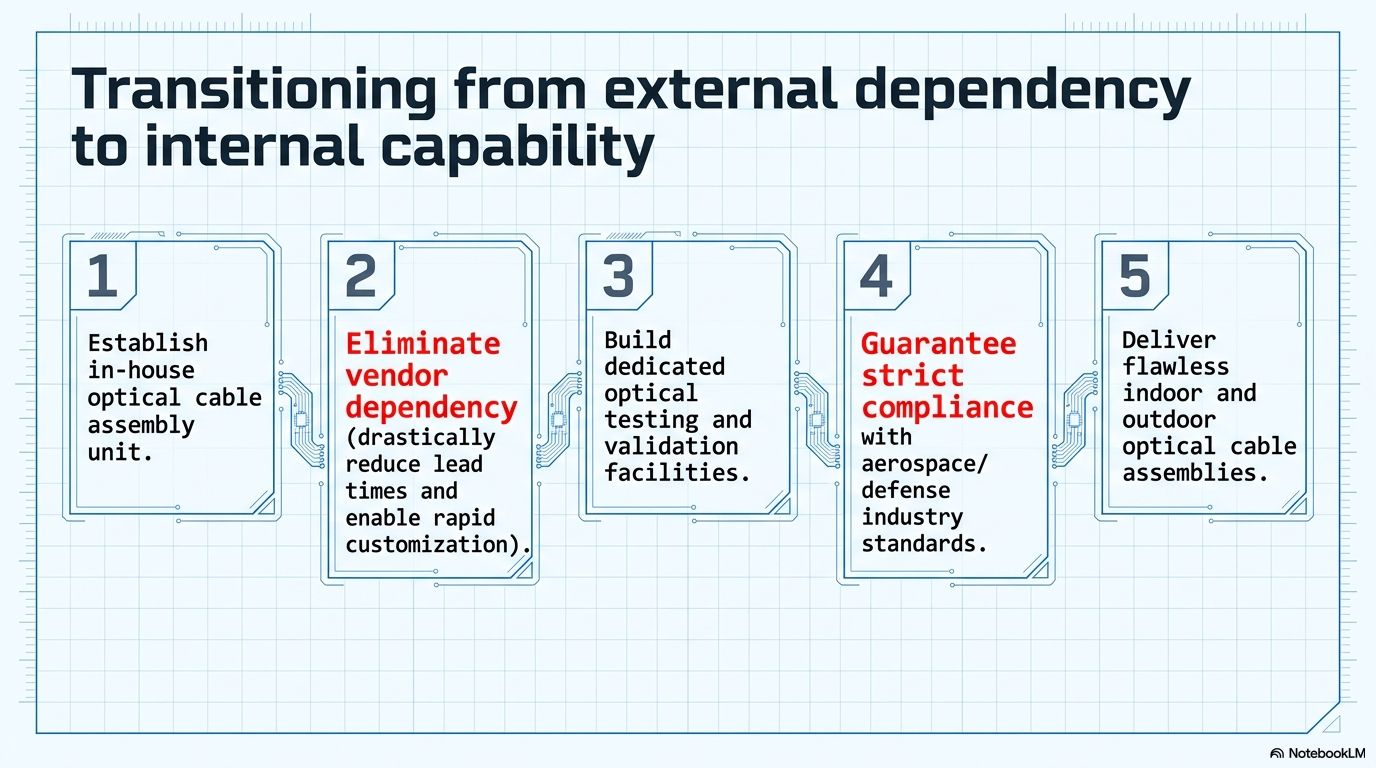 Transitioning from external dependency
to internal capability
1
Establish
in-house
optical cable
assembly
unit.
2
Eliminate
vendor
dependency
(drastically
reduce lead
times and
enable rapid
customization).
3
Build
dedicated
optical
testing and
validation
facilities.
4
Guarantee
strict
compliance
with
aerospace/
defense
industry
standards.
5
Deliver
flawless
indoor and
outdoor
optical cable
assemblies.
NotebookLM